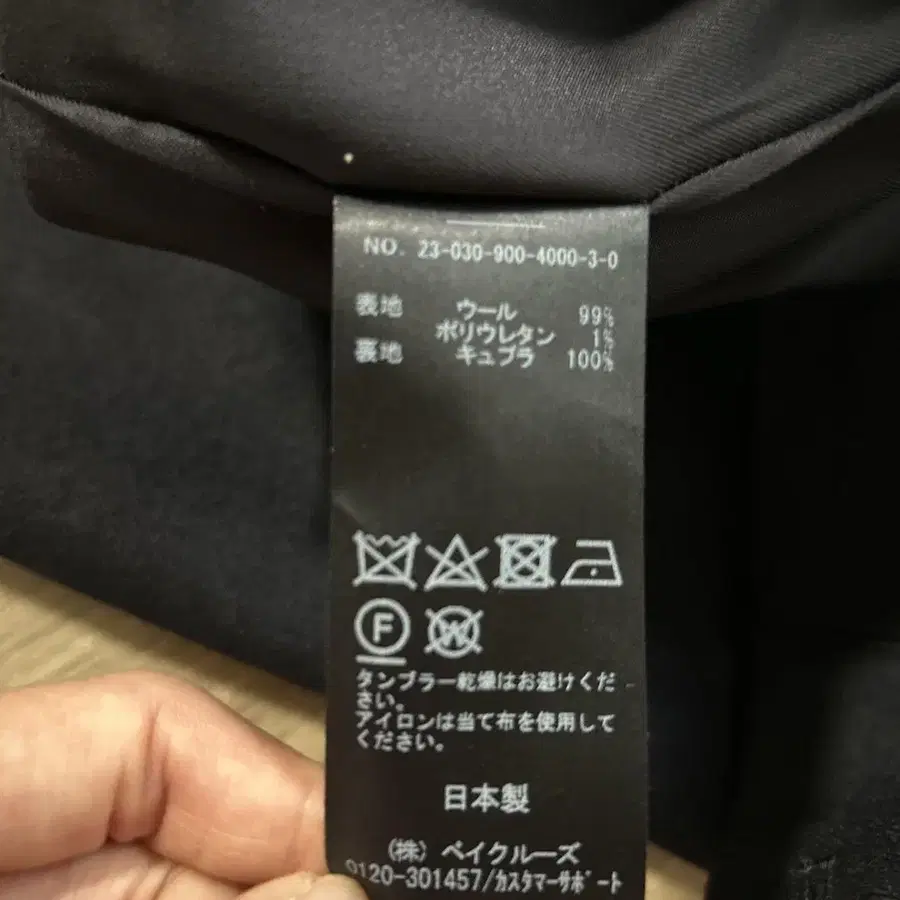 NO. 23-030-900-4000-3-0
表地 ウール 99%
ポリウレタン 1%
裏地 キュプラ 100%
F W
タンブラー乾燥はお避けくだ
さい。
アイロンは当て布を使用して
ください。
日本製
(株) ベイクルーズ
0120-301457/カスタマーサポート